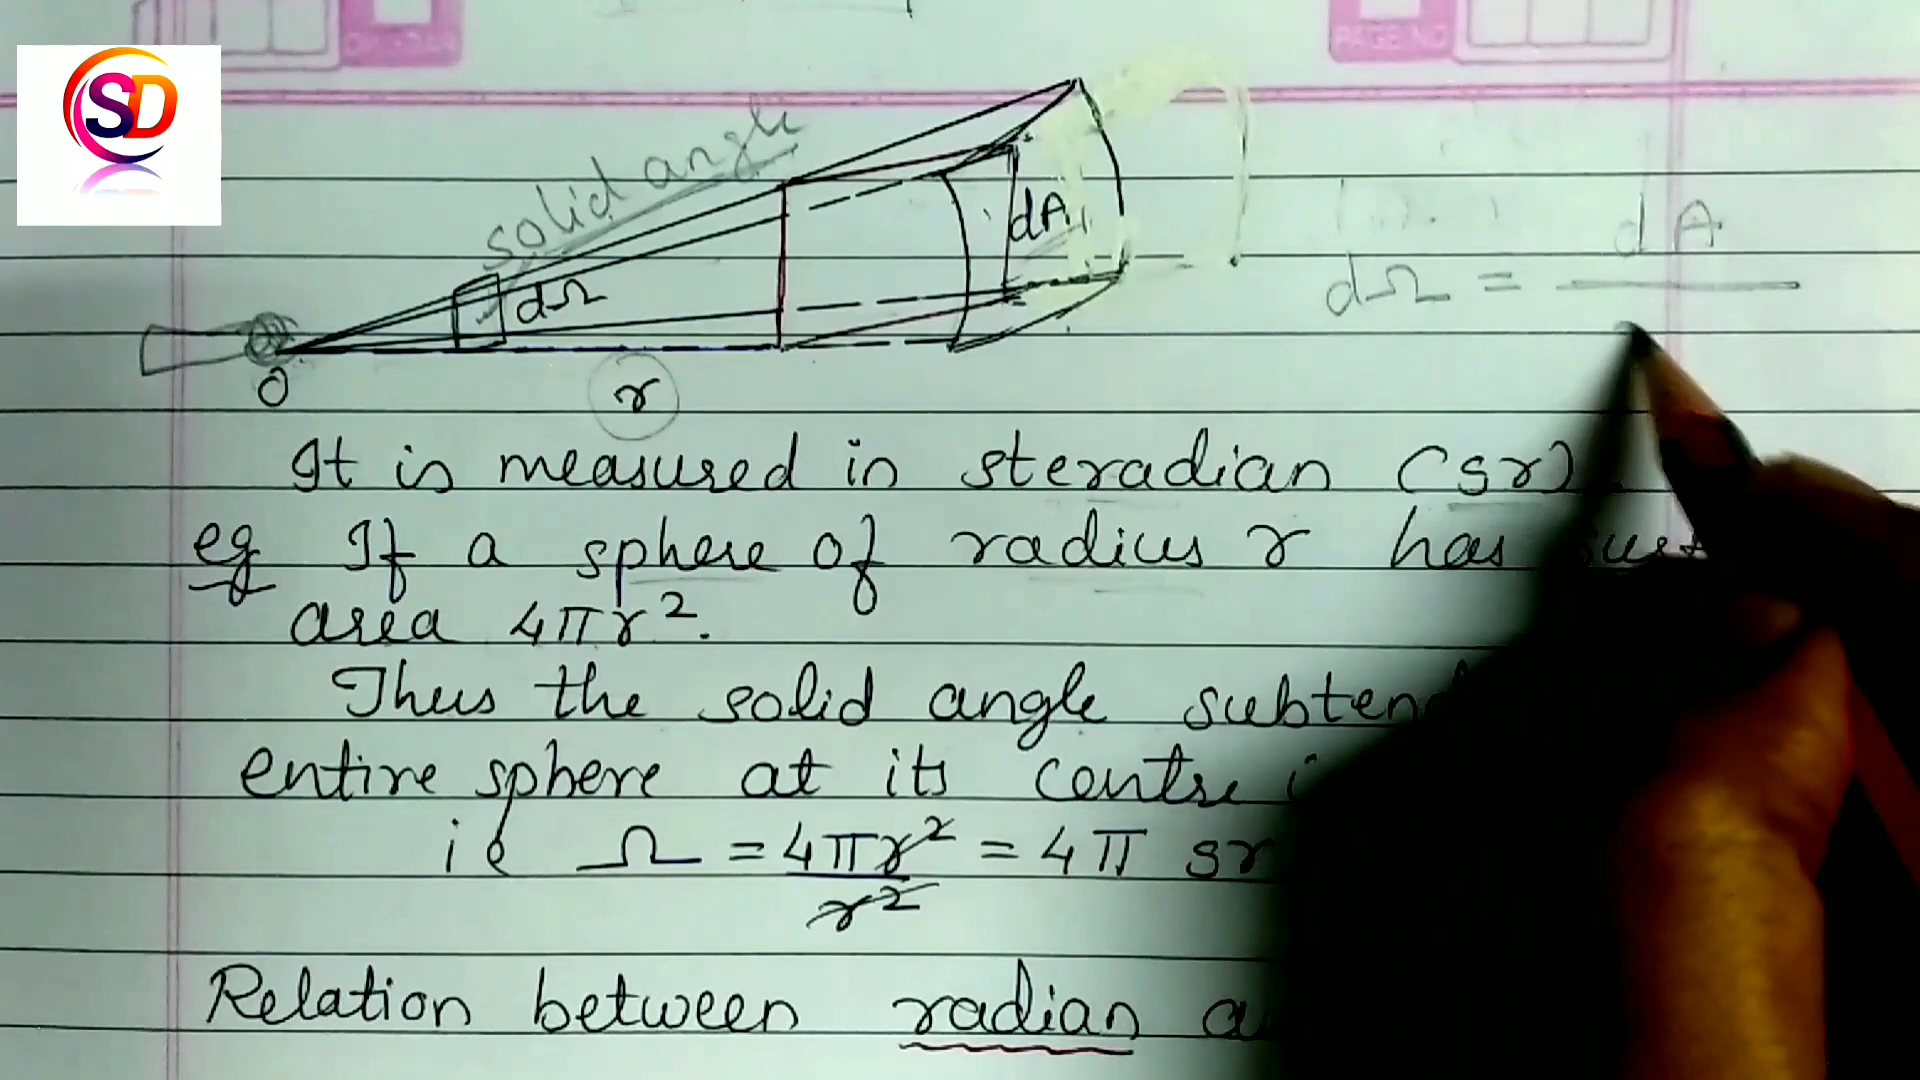 PAGE NO
SD
solid angle
dA
dΩ
dΩ = dA
O
r
It is measured in steradian (sr).
eg If a sphere of radius r has
area 4πr².
Thus the solid angle
entire sphere at its centre
ie Ω = 4πr²/r² = 4π sr
Relation between radian